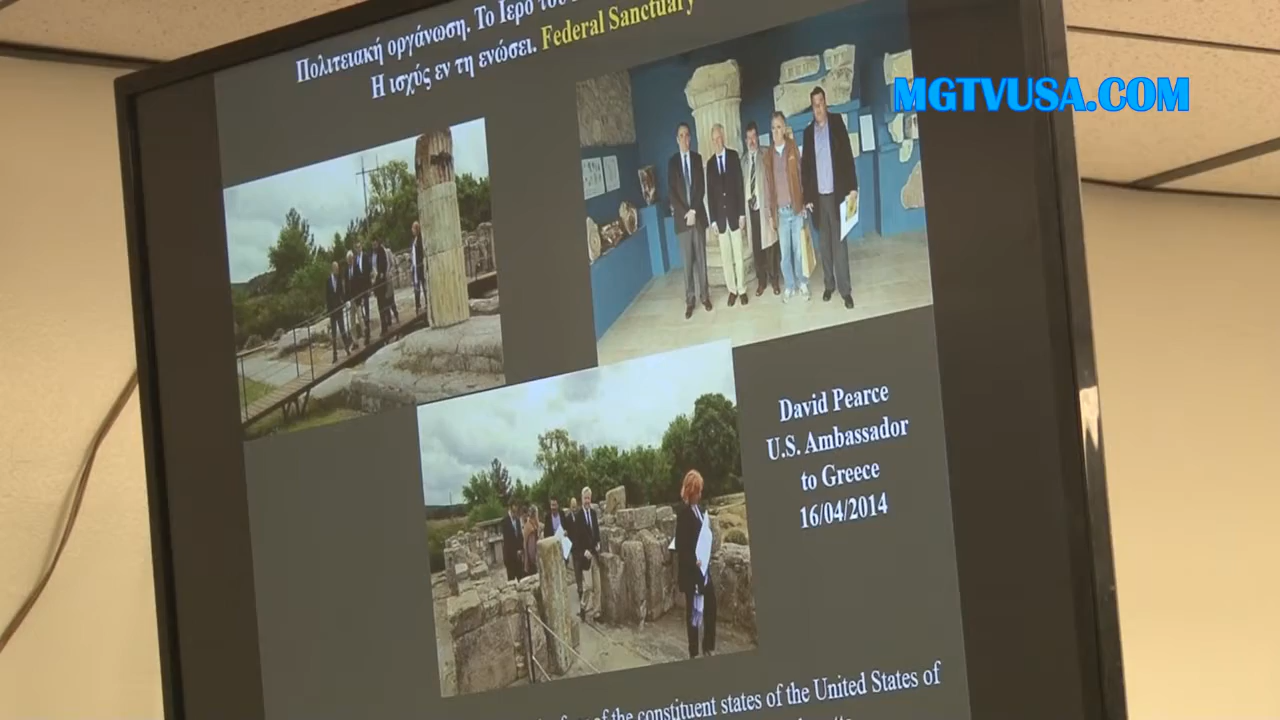 Πολιτειακή οργάνωση. Το Ιερό του
Η ισχύς εν τη ενώσει. Federal Sanctuary
MGTVUSA.COM
David Pearce
U.S. Ambassador
to Greece
16/04/2014
of the constituent states of the United States of